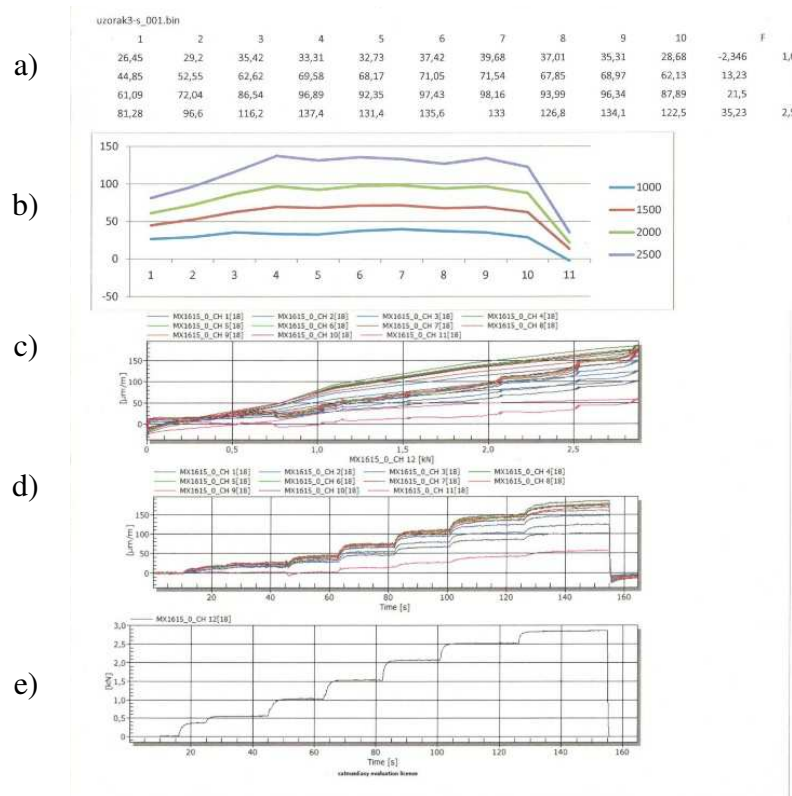 uzorak3-s_001.bin
1 2 3 4 5 6 7 8 9 10 F
a)
26,45 29,2 35,42 33,31 32,73 37,42 39,68 37,01 35,31 28,68 -2,346
44,85 52,55 62,62 69,58 68,17 71,05 71,54 67,85 68,97 62,13 13,23
61,09 72,04 86,54 96,89 92,35 97,43 98,16 93,99 96,34 87,89 21,5
81,28 96,6 116,2 137,4 131,4 135,6 133 126,8 134,1 122,5 35,23
b)
150
100
50
0
-50
1 2 3 4 5 6 7 8 9 10 11
1000
1500
2000
2500
c)
MX1615_0_CH 1[18] MX1615_0_CH 2[18] MX1615_0_CH 3[18] MX1615_0_CH 4[18]
MX1615_0_CH 5[18] MX1615_0_CH 6[18] MX1615_0_CH 7[18] MX1615_0_CH 8[18]
MX1615_0_CH 9[18] MX1615_0_CH 10[18] MX1615_0_CH 11[18]
[µm/m]
150
100
50
0
0 0,5 1,0 1,5 2,0 2,5
MX1615_0_CH 12 [kN]
d)
MX1615_0_CH 1[18] MX1615_0_CH 2[18] MX1615_0_CH 3[18] MX1615_0_CH 4[18]
MX1615_0_CH 5[18] MX1615_0_CH 6[18] MX1615_0_CH 7[18] MX1615_0_CH 8[18]
MX1615_0_CH 9[18] MX1615_0_CH 10[18] MX1615_0_CH 11[18]
[µm/m]
150
100
50
0
20 40 60 80 100 120 140 160
Time [s]
e)
MX1615_0_CH 12[18]
[kN]
3,0
2,5
2,0
1,5
1,0
0,5
0
20 40 60 80 100 120 140 160
Time [s]
catmanEasy evaluation licence